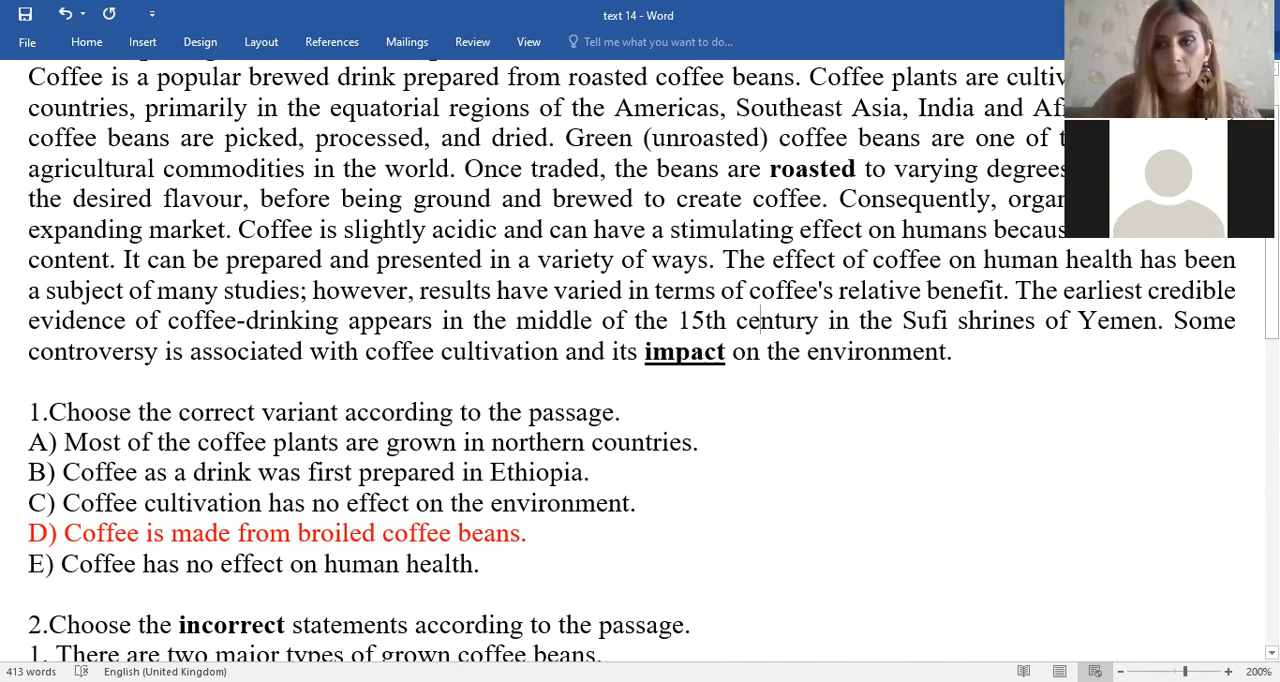 text 14 - Word
File Home Insert Design Layout References Mailings Review View Tell me what you want to do...
Coffee is a popular brewed drink prepared from roasted coffee beans. Coffee plants are
countries, primarily in the equatorial regions of the Americas, Southeast Asia, India and
coffee beans are picked, processed, and dried. Green (unroasted) coffee beans are one of
agricultural commodities in the world. Once traded, the beans are roasted to varying degrees
the desired flavour, before being ground and brewed to create coffee. Consequently,
expanding market. Coffee is slightly acidic and can have a stimulating effect on humans
content. It can be prepared and presented in a variety of ways. The effect of coffee on human health has been
a subject of many studies; however, results have varied in terms of coffee's relative benefit. The earliest credible
evidence of coffee-drinking appears in the middle of the 15th century in the Sufi shrines of Yemen. Some
controversy is associated with coffee cultivation and its impact on the environment.
1.Choose the correct variant according to the passage.
A) Most of the coffee plants are grown in northern countries.
B) Coffee as a drink was first prepared in Ethiopia.
C) Coffee cultivation has no effect on the environment.
D) Coffee is made from broiled coffee beans.
E) Coffee has no effect on human health.
2.Choose the incorrect statements according to the passage.
1. There are two major types of grown coffee beans.
413 words English (United Kingdom) 200%